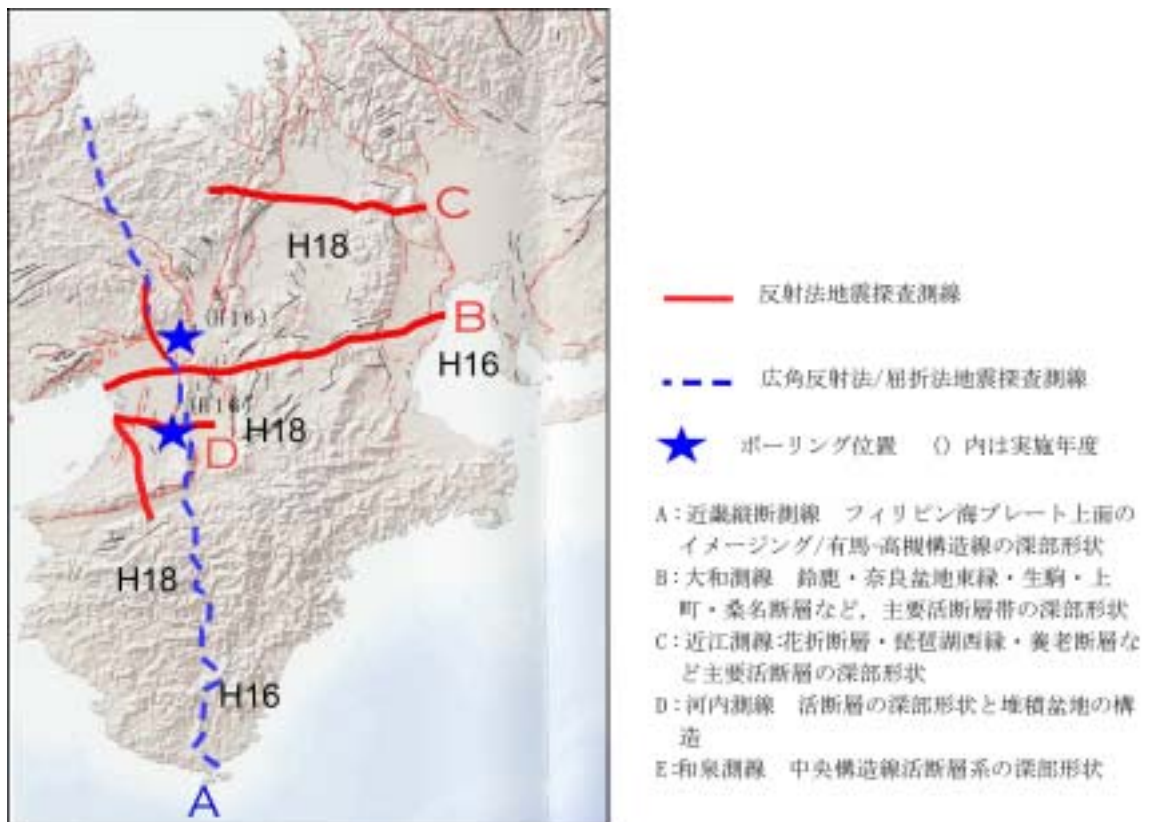 C
H18
(H16)
B
H16
(H16)
H18
D
H18
H16
A
反射法地震探査測線
広角反射法/屈折法地震探査測線
ボーリング位置 () 内は実施年度
A:近畿縦断測線 フィリピン海プレート上面の
イメージング/有馬-高槻構造線の深部形状
B:大和測線 鈴鹿・奈良盆地東縁・生駒・上
町・桑名断層など，主要活断層帯の深部形状
C:近江測線:花折断層・琵琶湖西縁・養老断層な
ど主要活断層の深部形状
D:河内測線 活断層の深部形状と堆積盆地の構
造
E:和泉測線 中央構造線活断層系の深部形状